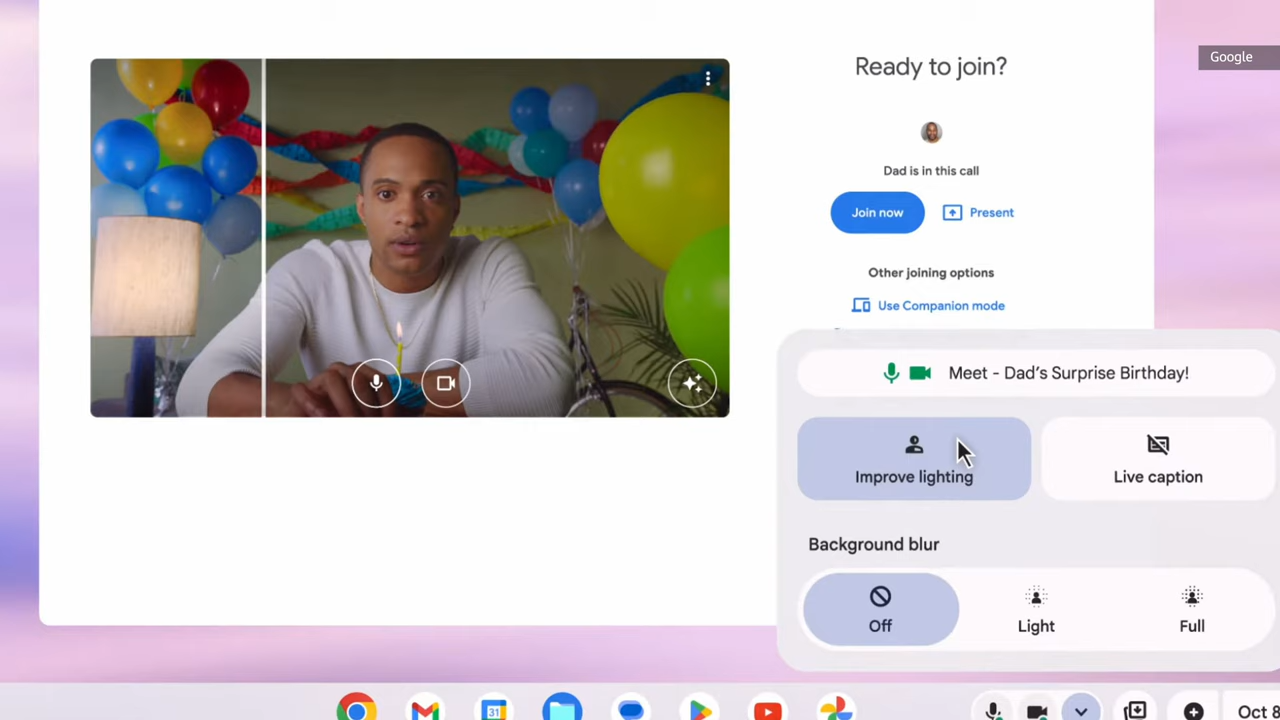 Google
Ready to join?
Dad is in this call
Join now
Present
Other joining options
Use Companion mode
Meet - Dad's Surprise Birthday!
Improve lighting
Live caption
Background blur
Off
Light
Full
31
Oct 8